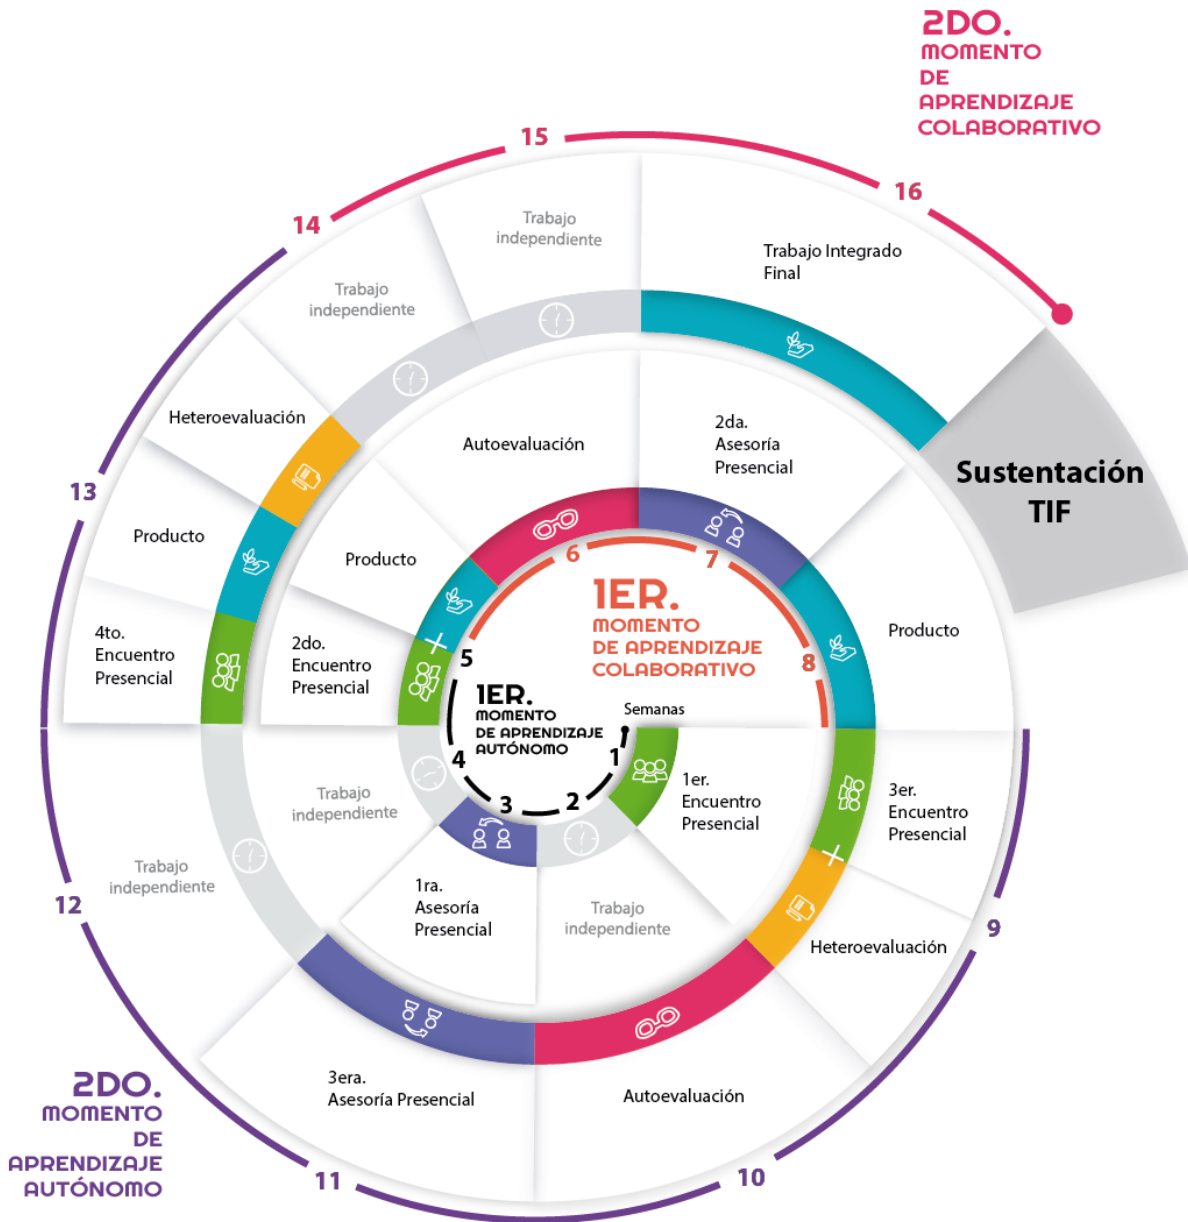 2DO.
MOMENTO
DE
APRENDIZAJE
COLABORATIVO
15
16
14
Trabajo
independiente
Trabajo Integrado
Final
Trabajo
independiente
Heteroevaluación
Autoevaluación
2da.
Asesoría
Presencial
Sustentación
TIF
13
Producto
Producto
6
7
1ER.
MOMENTO
DE APRENDIZAJE
COLABORATIVO
Producto
4to.
Encuentro
Presencial
2do.
Encuentro
Presencial
5
8
1ER.
MOMENTO
DE APRENDIZAJE
AUTÓNOMO
Semanas
4
1
3
2
1er.
Encuentro
Presencial
3er.
Encuentro
Presencial
Trabajo
independiente
Trabajo
independiente
12
1ra.
Asesoría
Presencial
Trabajo
independiente
9
Heteroevaluación
3era.
Asesoría Presencial
Autoevaluación
2DO.
MOMENTO
DE
APRENDIZAJE
AUTÓNOMO
11
10